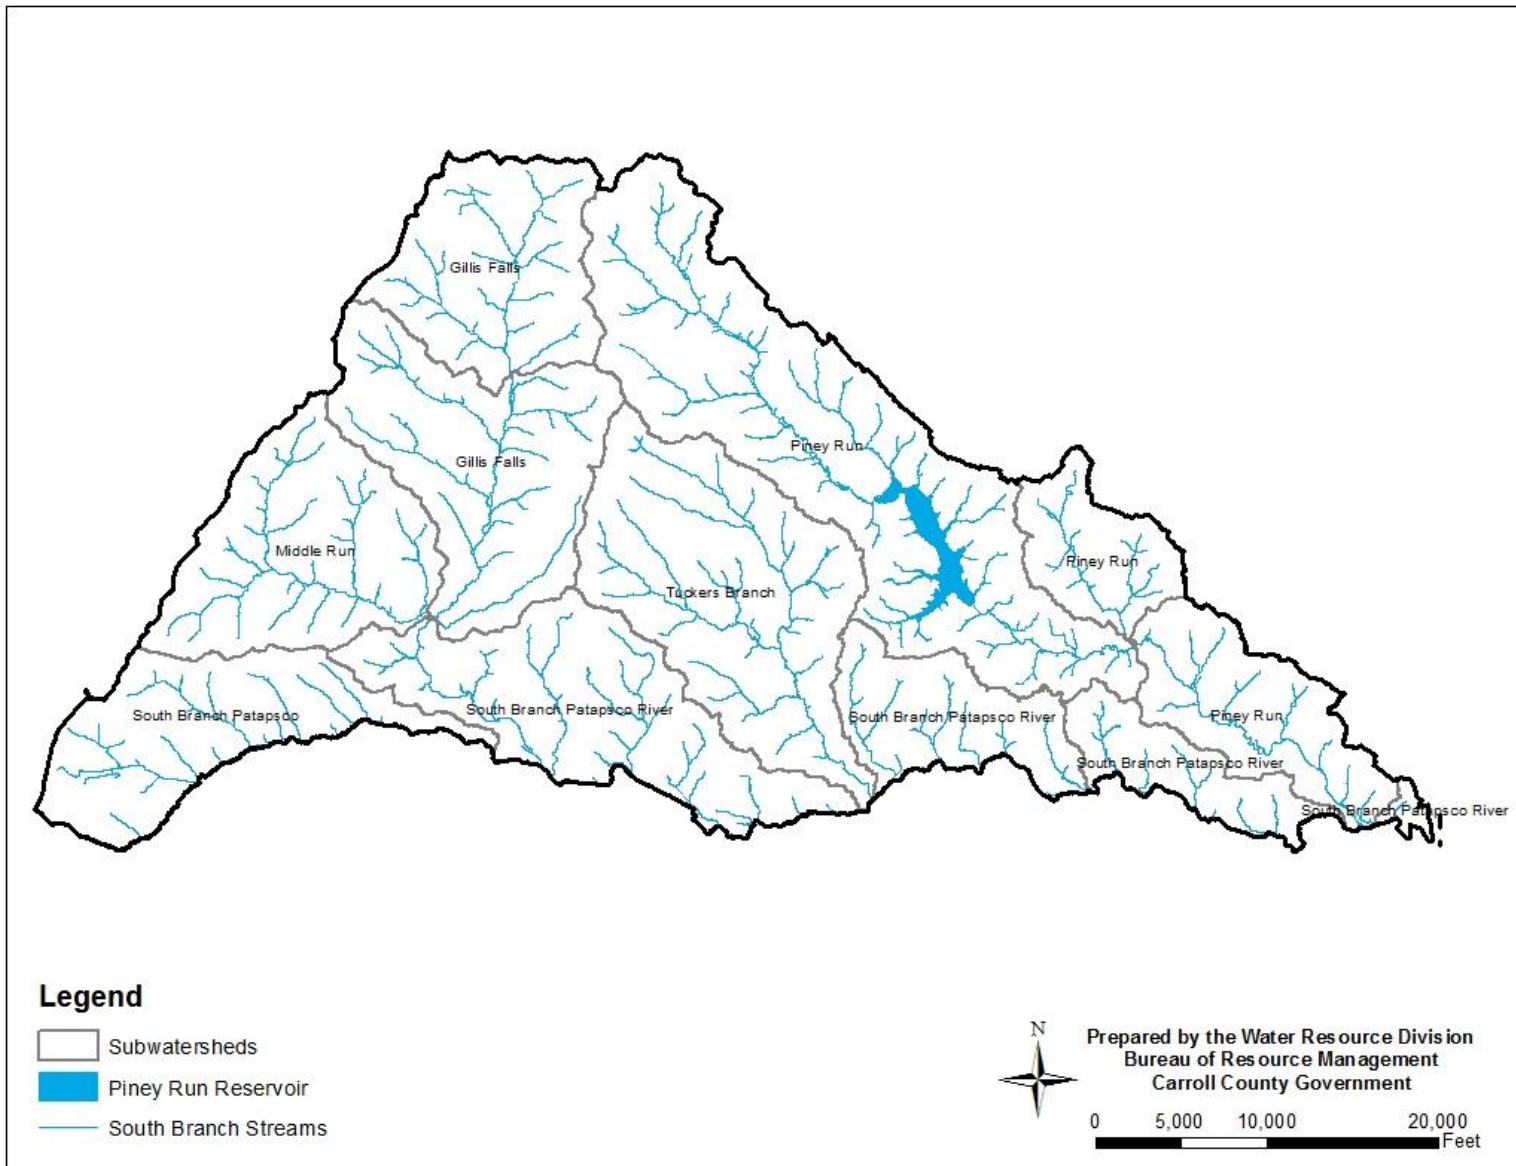 Gillis Falls
Piney Run
Gillis Falls
Middle Run
Piney Run
Tuckers Branch
South Branch Patapsco
South Branch Patapsco River
South Branch Patapsco River
Piney Run
South Branch Patapsco River
South Branch Patapsco River
Legend
Subwatersheds
Piney Run Reservoir
South Branch Streams
N
Prepared by the Water Resource Division
Bureau of Resource Management
Carroll County Government
0 5,000 10,000 20,000
Feet